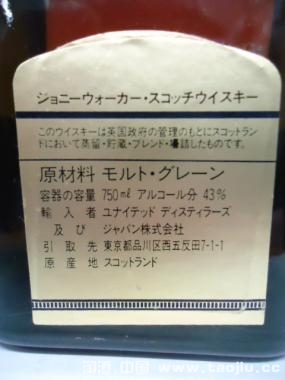 ジョニーウォーカー・スコッチウイスキー
このウイスキーは英国政府の管理のもとにスコットラン
ドにおいて蒸留・貯蔵・ブレンド・壜詰したものです。
原材料 モルト・グレーン
容器の容量 750ml アルコール分 43%
輸入者 ユナイテッド ディスティラーズ
及び ジャパン株式会社
引取先 東京都品川区西五反田7-1-1
原産地 スコットランド
www.taojiu.cc